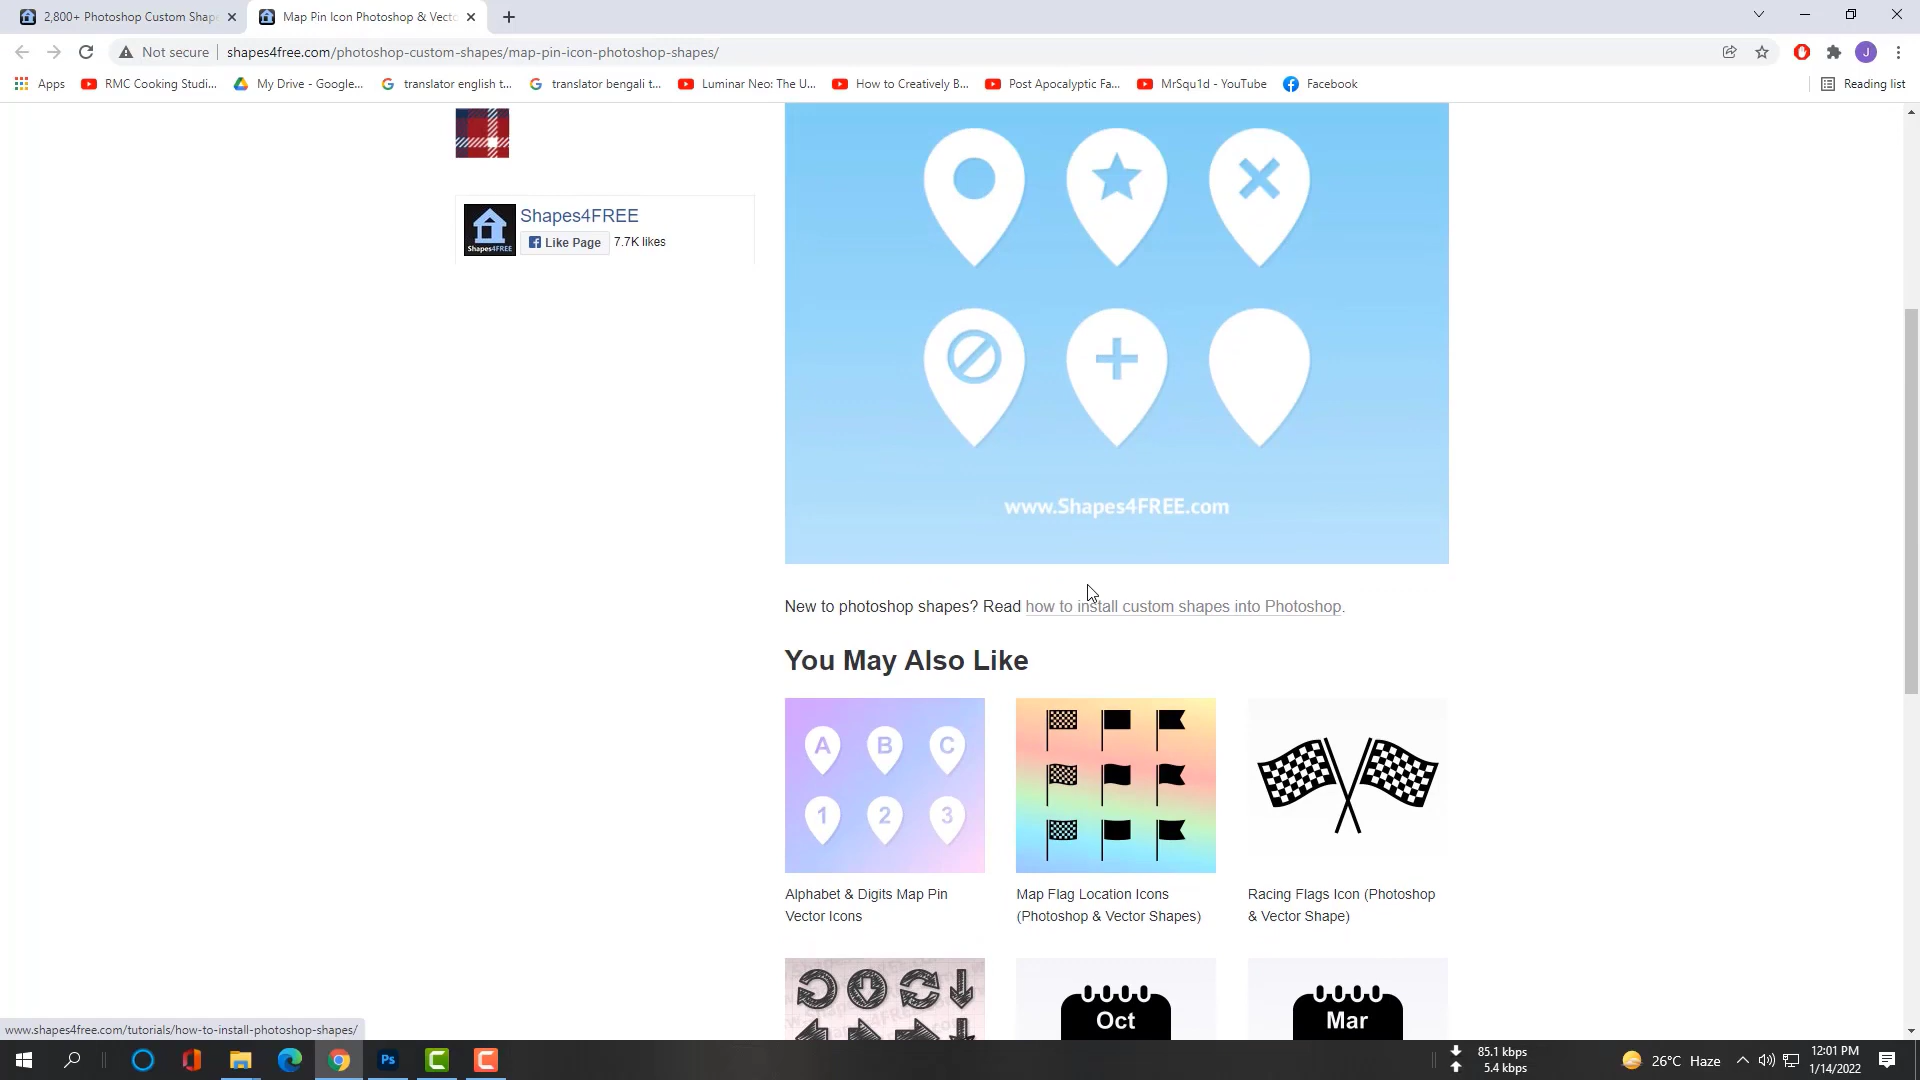 2,800+ Photoshop Custom Shap
Map Pin Icon Photoshop & Vecto
Not secure
shapes4free.com/photoshop-custom-shapes/map-pin-icon-photoshop-shapes/
J
Apps
RMC Cooking Studi...
My Drive - Google...
translator english t...
translator bengali t...
Luminar Neo: The U...
How to Creatively B...
Post Apocalyptic Fa...
MrSqu1d - YouTube
Facebook
Reading list
Shapes4FREE
Shapes4FREE
Like Page
7.7K likes
www.Shapes4FREE.com
New to photoshop shapes? Read how to install custom shapes into Photoshop.
You May Also Like
A B C
1 2 3
Alphabet & Digits Map Pin
Vector Icons
Map Flag Location Icons
(Photoshop & Vector Shapes)
Racing Flags Icon (Photoshop
& Vector Shape)
Oct
Mar
www.shapes4free.com/tutorials/how-to-install-photoshop-shapes/
Ps
85.1 kbps
5.4 kbps
26°C Haze
12:01 PM
1/14/2022